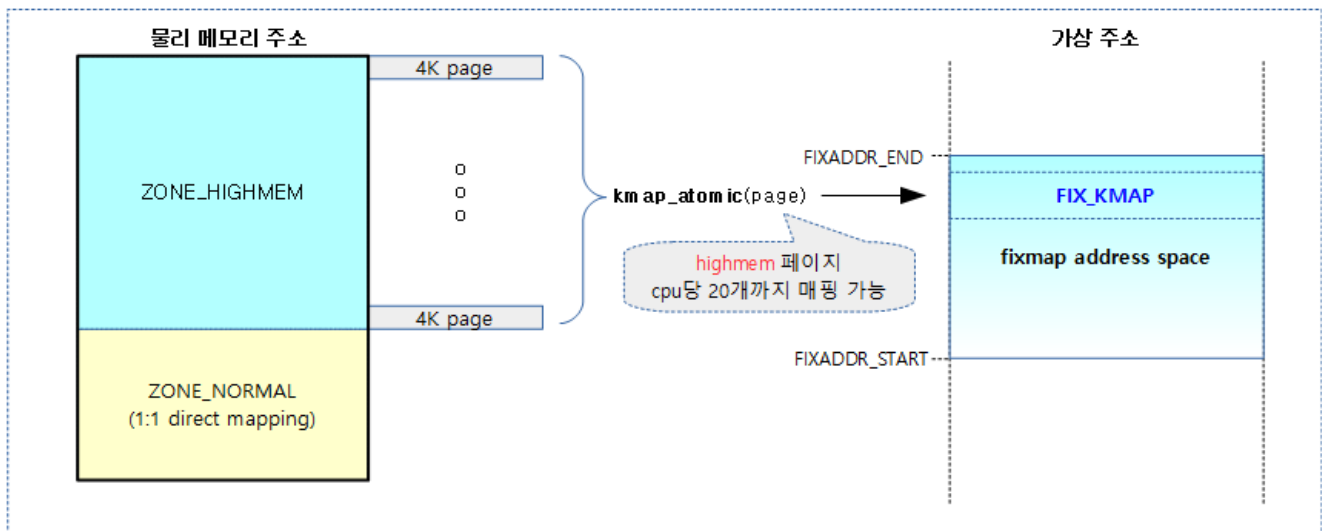 물리 메모리 주소
가상 주소
4K page
FIXADDR_END
ZONE_HIGHMEM
o
o
o
kmap_atomic(page)
FIX_KMAP
highmem 페이지
cpu당 20개까지 매핑 가능
fixmap address space
4K page
FIXADDR_START
ZONE_NORMAL
(1:1 direct mapping)